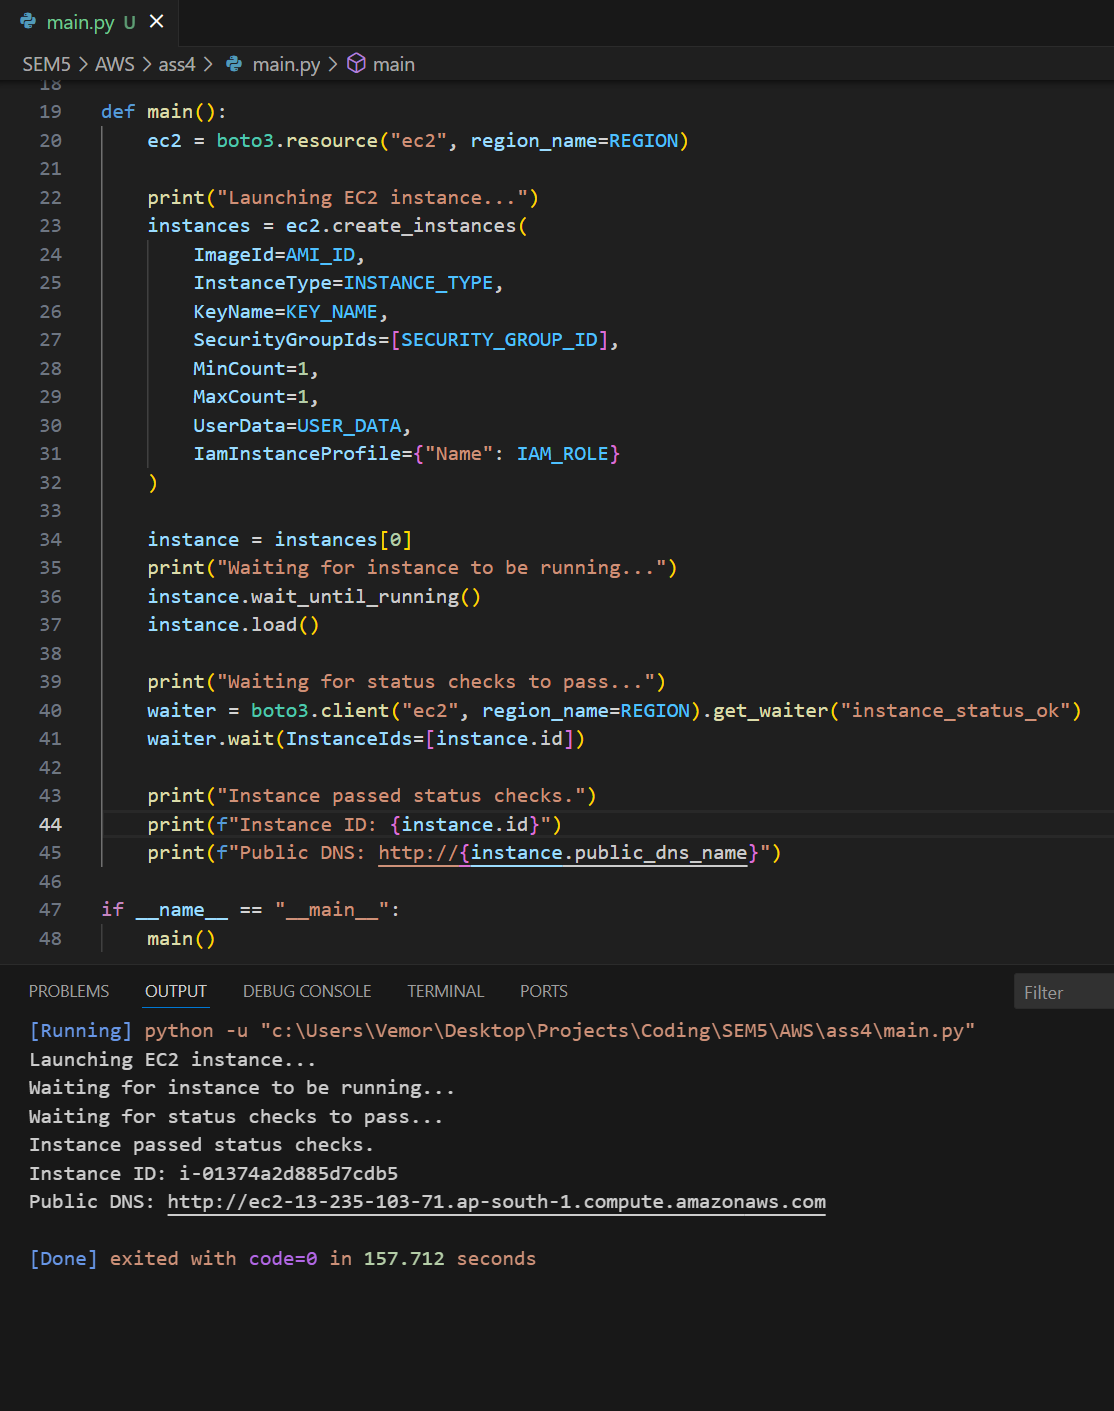 main.py U
SEM5 > AWS > ass4 > main.py > main
18
19 def main():
20     ec2 = boto3.resource("ec2", region_name=REGION)
21
22     print("Launching EC2 instance...")
23     instances = ec2.create_instances(
24         ImageId=AMI_ID,
25         InstanceType=INSTANCE_TYPE,
26         KeyName=KEY_NAME,
27         SecurityGroupIds=[SECURITY_GROUP_ID],
28         MinCount=1,
29         MaxCount=1,
30         UserData=USER_DATA,
31         IamInstanceProfile={"Name": IAM_ROLE}
32     )
33
34     instance = instances[0]
35     print("Waiting for instance to be running...")
36     instance.wait_until_running()
37     instance.load()
38
39     print("Waiting for status checks to pass...")
40     waiter = boto3.client("ec2", region_name=REGION).get_waiter("instance_status_ok")
41     waiter.wait(InstanceIds=[instance.id])
42
43     print("Instance passed status checks.")
44     print(f"Instance ID: {instance.id}")
45     print(f"Public DNS: http://{instance.public_dns_name}")
46
47 if __name__ == "__main__":
48     main()
PROBLEMS OUTPUT DEBUG CONSOLE TERMINAL PORTS Filter
[Running] python -u "c:\Users\Vemor\Desktop\Projects\Coding\SEM5\AWS\ass4\main.py"
Launching EC2 instance...
Waiting for instance to be running...
Waiting for status checks to pass...
Instance passed status checks.
Instance ID: i-01374a2d885d7cdb5
Public DNS: http://ec2-13-235-103-71.ap-south-1.compute.amazonaws.com
[Done] exited with code=0 in 157.712 seconds